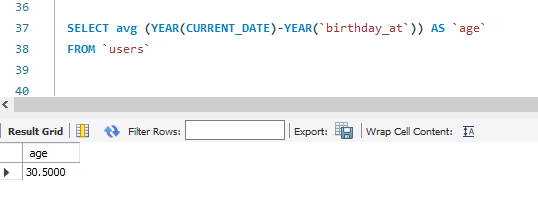 36
37 SELECT avg (YEAR(CURRENT_DATE)-YEAR(`birthday_at`)) AS `age`
38 FROM `users`
39
40
Result Grid Filter Rows: Export: Wrap Cell Content: IA
age
30.5000